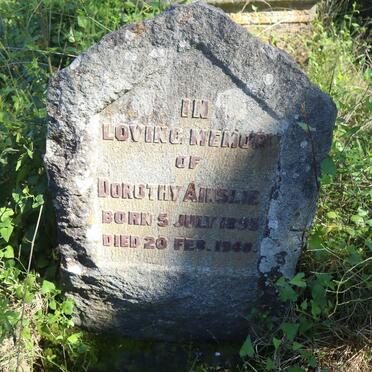 IN
LOVING MEMORY
OF
DOROTHY AINSLIE
BORN 5 JULY
DIED 20 FEB.